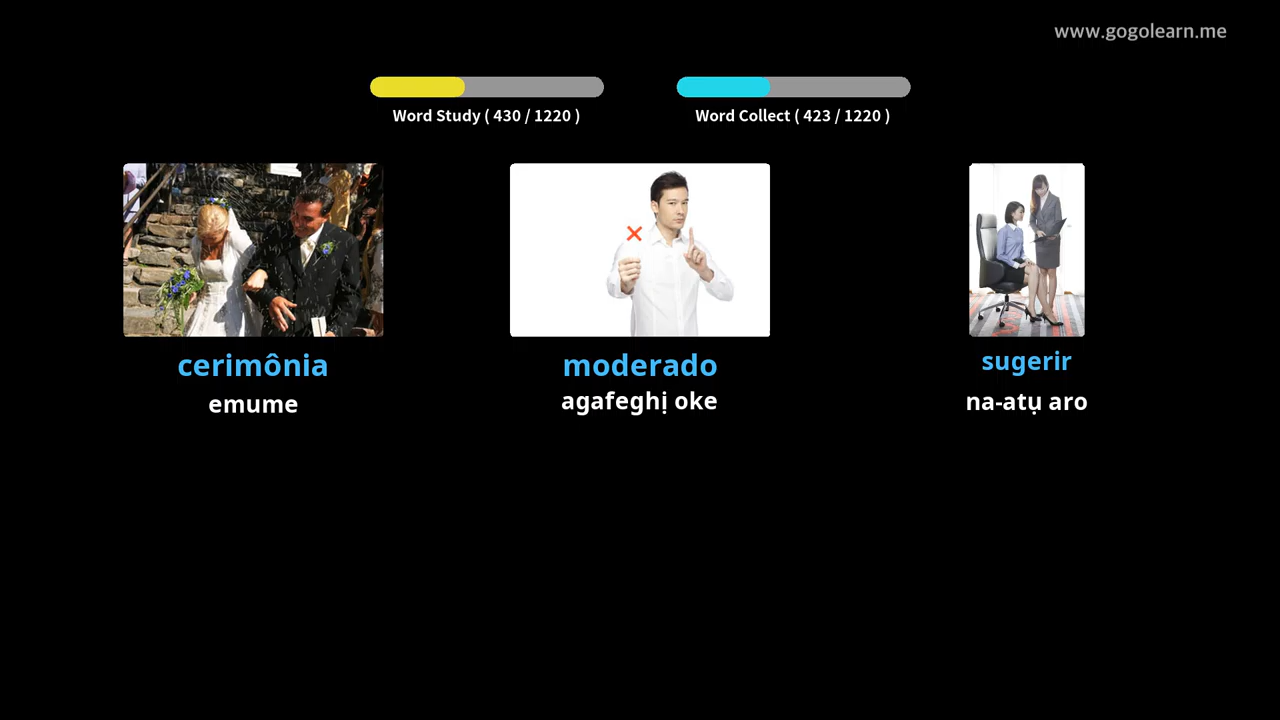 www.gogolearn.me
Word Study ( 430 / 1220 )
Word Collect ( 423 / 1220 )
cerimônia
emume
moderado
agafeghị oke
sugerir
na-atụ aro